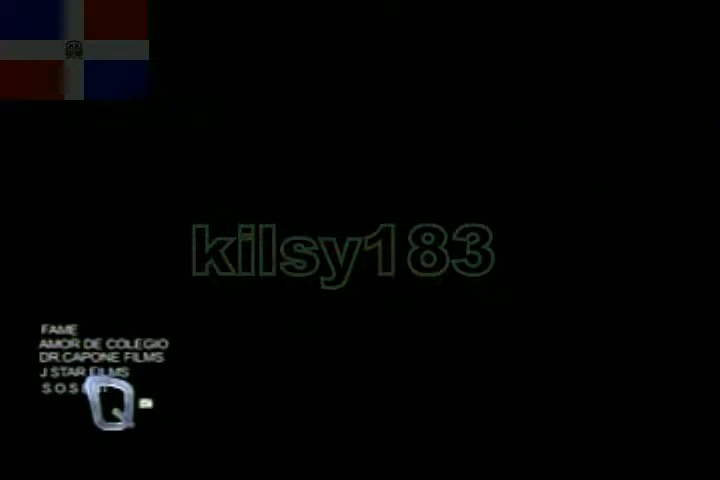 kilsy183
FAME
AMOR DE COLEGIO
DR.CAPONE FILMS
J STAR FILMS
S.O.S
Q